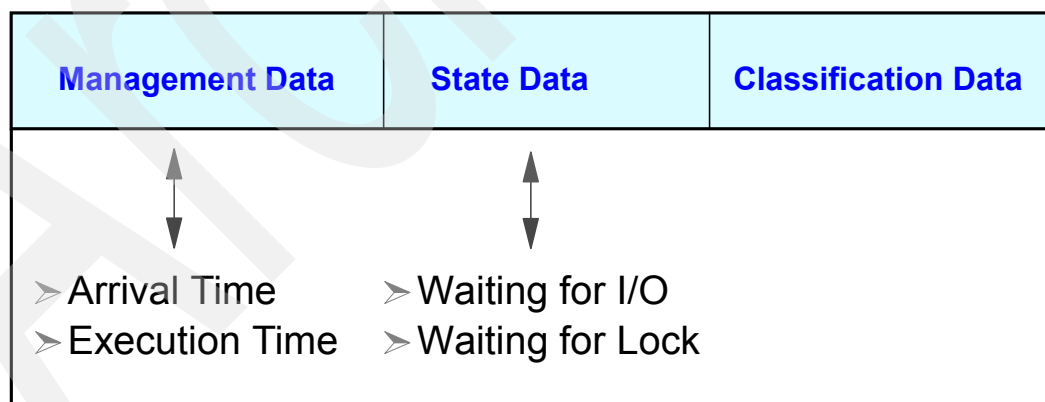 Management Data State Data Classification Data
Arrival Time Waiting for I/O
Execution Time Waiting for Lock